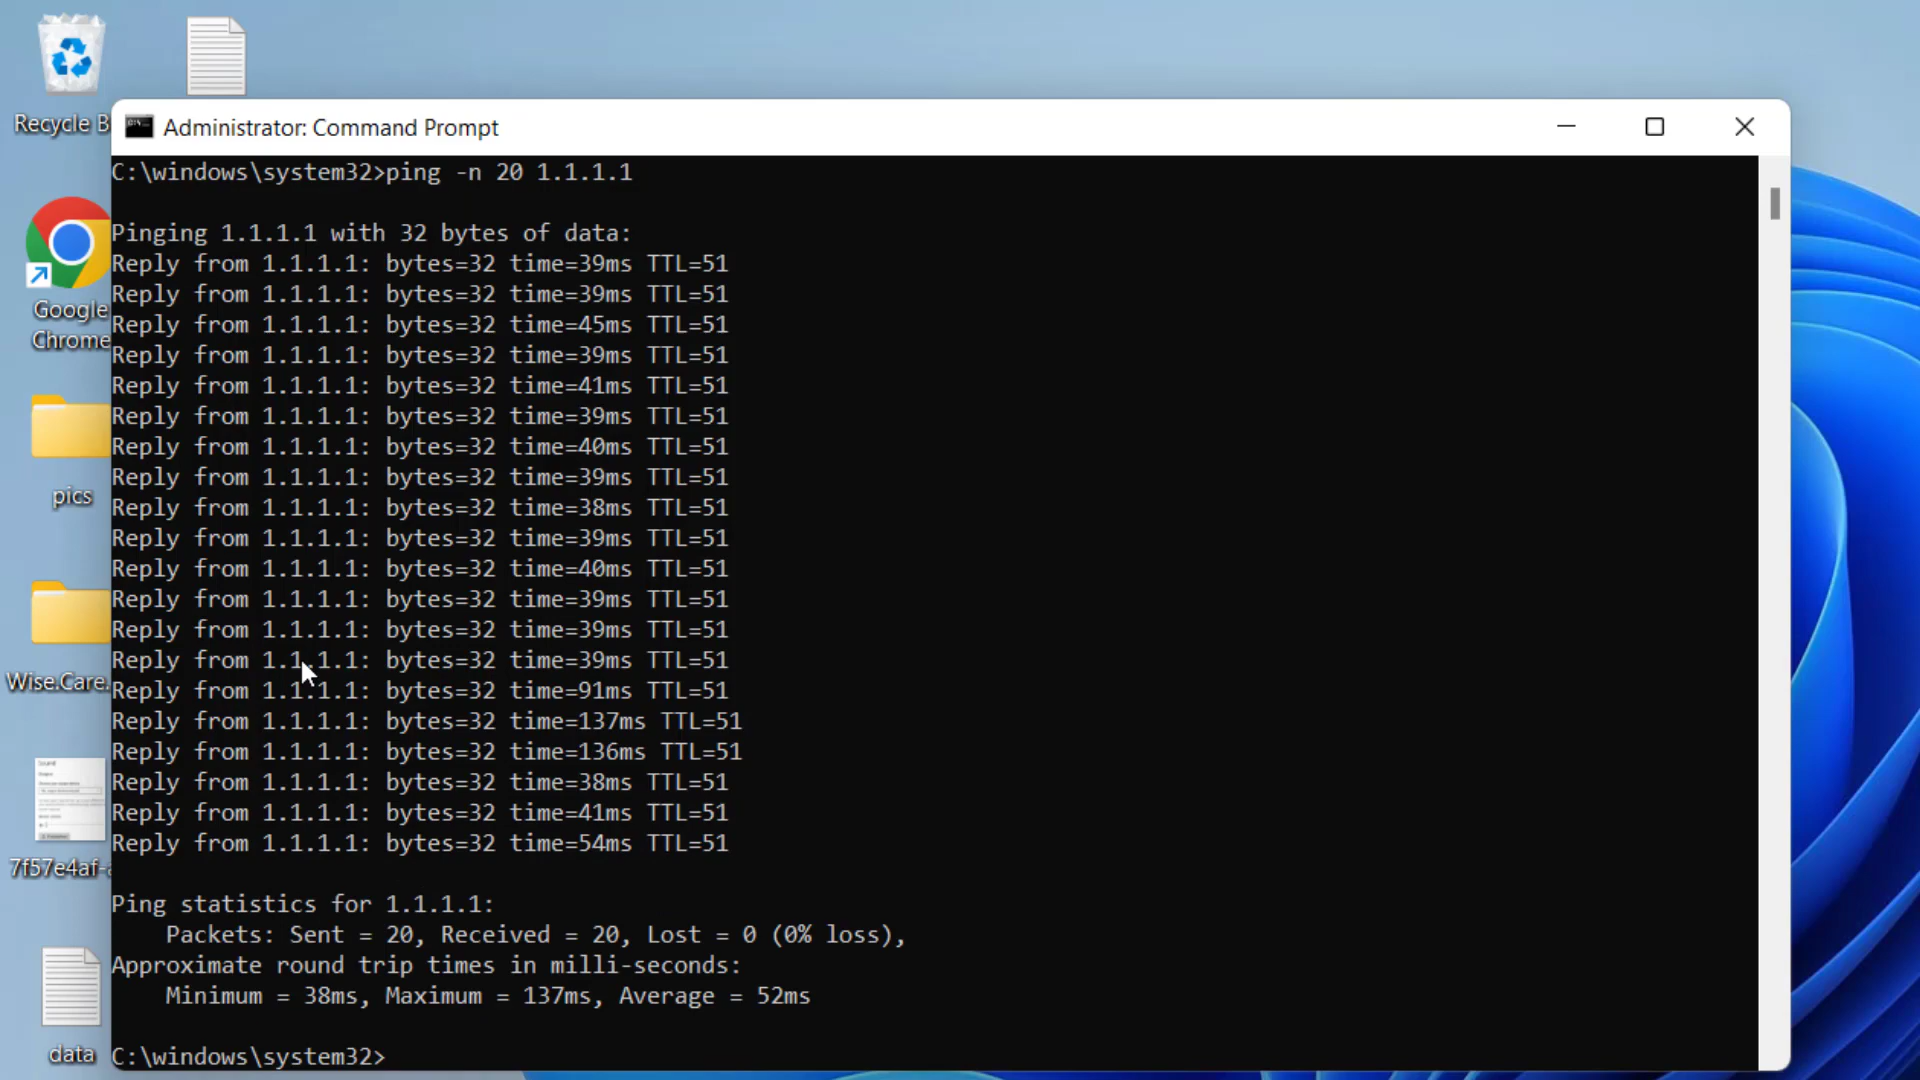 Recycle B
Administrator: Command Prompt
C:\windows\system32>ping -n 20 1.1.1.1
Pinging 1.1.1.1 with 32 bytes of data:
Reply from 1.1.1.1: bytes=32 time=39ms TTL=51
Reply from 1.1.1.1: bytes=32 time=39ms TTL=51
Reply from 1.1.1.1: bytes=32 time=45ms TTL=51
Reply from 1.1.1.1: bytes=32 time=39ms TTL=51
Reply from 1.1.1.1: bytes=32 time=41ms TTL=51
Reply from 1.1.1.1: bytes=32 time=39ms TTL=51
Reply from 1.1.1.1: bytes=32 time=40ms TTL=51
Reply from 1.1.1.1: bytes=32 time=39ms TTL=51
Reply from 1.1.1.1: bytes=32 time=38ms TTL=51
Reply from 1.1.1.1: bytes=32 time=39ms TTL=51
Reply from 1.1.1.1: bytes=32 time=40ms TTL=51
Reply from 1.1.1.1: bytes=32 time=39ms TTL=51
Reply from 1.1.1.1: bytes=32 time=39ms TTL=51
Reply from 1.1.1.1: bytes=32 time=39ms TTL=51
Reply from 1.1.1.1: bytes=32 time=91ms TTL=51
Reply from 1.1.1.1: bytes=32 time=137ms TTL=51
Reply from 1.1.1.1: bytes=32 time=136ms TTL=51
Reply from 1.1.1.1: bytes=32 time=38ms TTL=51
Reply from 1.1.1.1: bytes=32 time=41ms TTL=51
Reply from 1.1.1.1: bytes=32 time=54ms TTL=51
Ping statistics for 1.1.1.1:
Packets: Sent = 20, Received = 20, Lost = 0 (0% loss),
Approximate round trip times in milli-seconds:
Minimum = 38ms, Maximum = 137ms, Average = 52ms
C:\windows\system32>
Google
Chrome
pics
Wise.Care.
7f57e4af-a
data